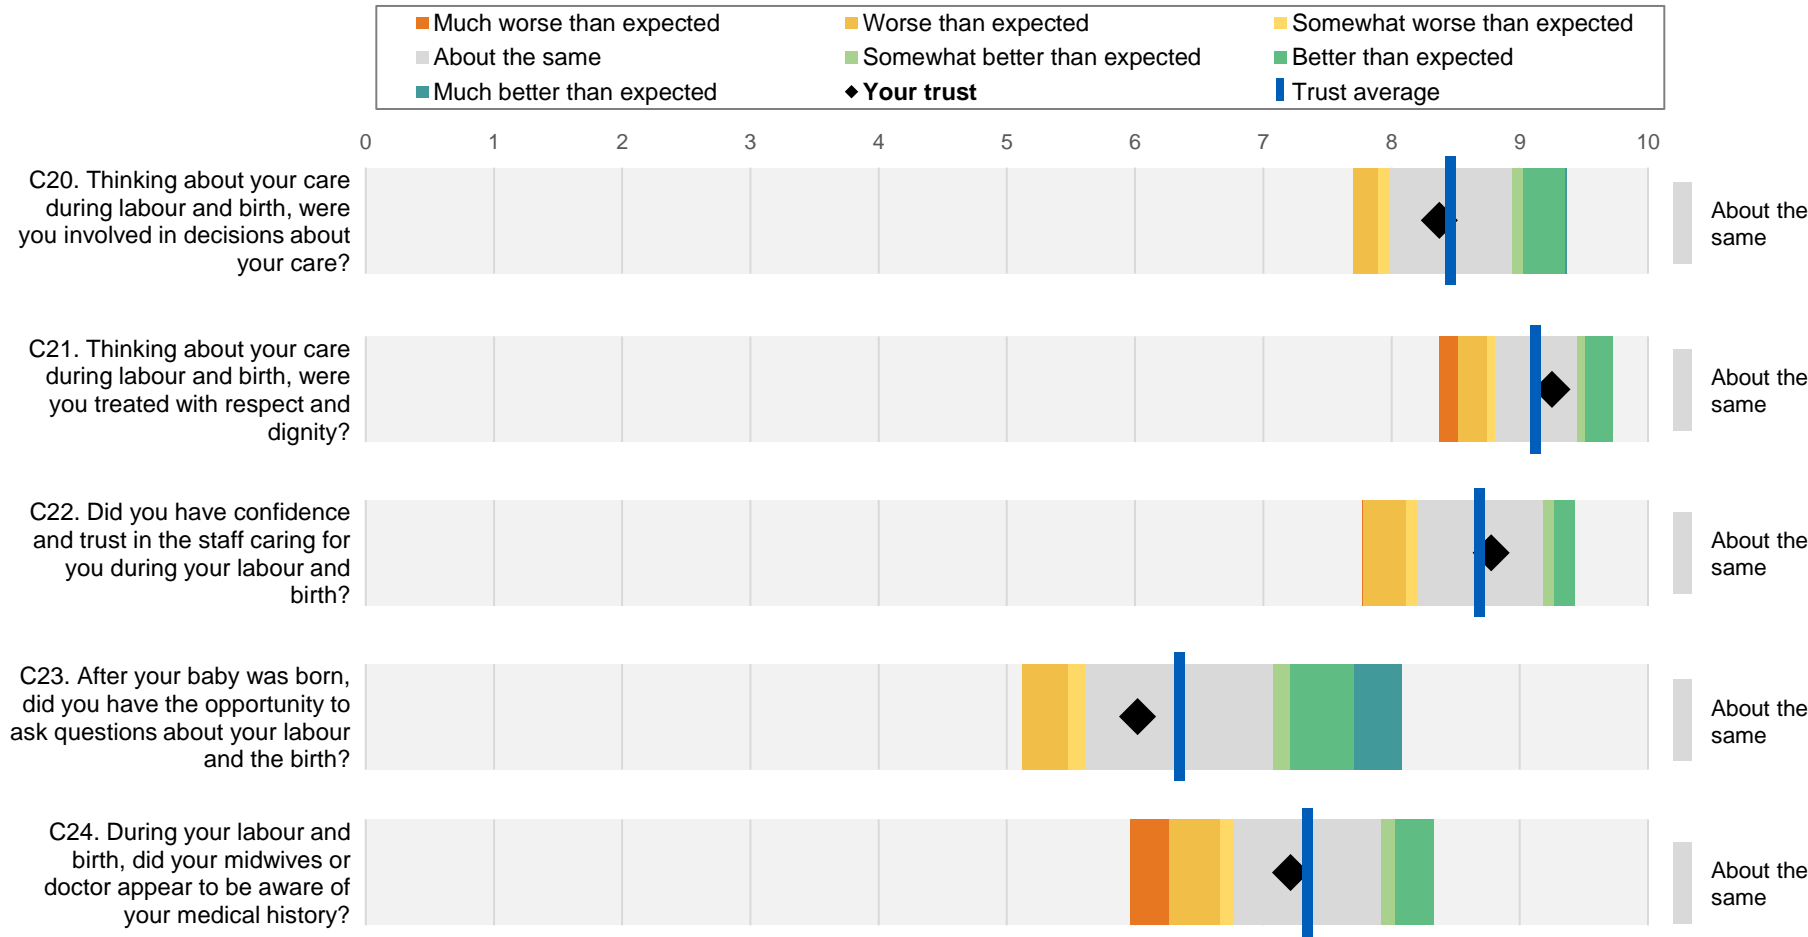 Much worse than expected
Worse than expected
Somewhat worse than expected
About the same
Somewhat better than expected
Better than expected
Much better than expected
Your trust
Trust average
0 1 2 3 4 5 6 7 8 9 10
C20. Thinking about your care
during labour and birth, were
you involved in decisions about
your care?
About the
same
C21. Thinking about your care
during labour and birth, were
you treated with respect and
dignity?
About the
same
C22. Did you have confidence
and trust in the staff caring for
you during your labour and
birth?
About the
same
C23. After your baby was born,
did you have the opportunity to
ask questions about your labour
and the birth?
About the
same
C24. During your labour and
birth, did your midwives or
doctor appear to be aware of
your medical history?
About the
same